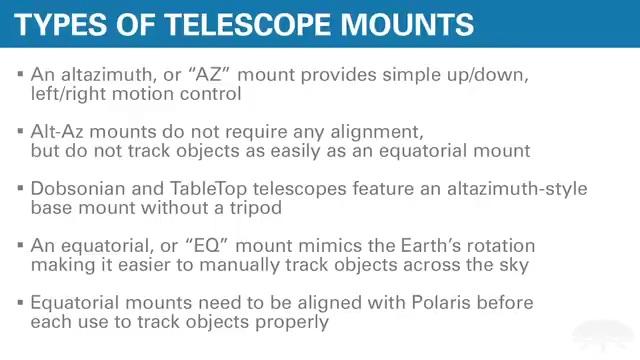 TYPES OF TELESCOPE MOUNTS
▪ An altazimuth, or “AZ” mount provides simple up/down,
left/right motion control
▪ Alt-Az mounts do not require any alignment,
but do not track objects as easily as an equatorial mount
▪ Dobsonian and TableTop telescopes feature an altazimuth-style
base mount without a tripod
▪ An equatorial, or “EQ” mount mimics the Earth’s rotation
making it easier to manually track objects across the sky
▪ Equatorial mounts need to be aligned with Polaris before
each use to track objects properly